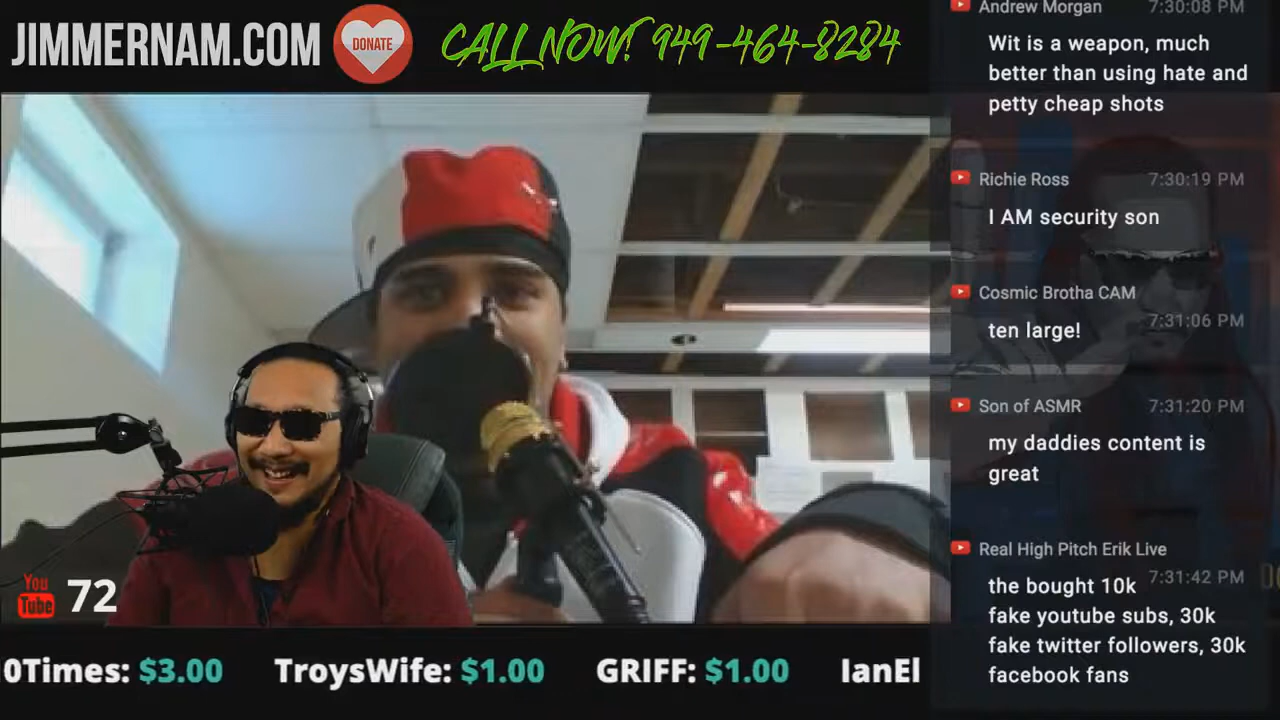 JIMMERNAM.COM
DONATE
CALL NOW! 949-464-8284
Andrew Morgan 7:30:08 PM
Wit is a weapon, much
better than using hate and
petty cheap shots
Richie Ross 7:30:19 PM
I AM security son
Cosmic Brotha CAM
7:31:06 PM
ten large!
Son of ASMR 7:31:20 PM
my daddies content is
great
Real High Pitch Erik Live
the bought 10k 7:31:42 PM
fake youtube subs, 30k
fake twitter followers, 30k
facebook fans
You
Tube 72
0Times: $3.00 TroysWife: $1.00 GRIFF: $1.00 IanEl